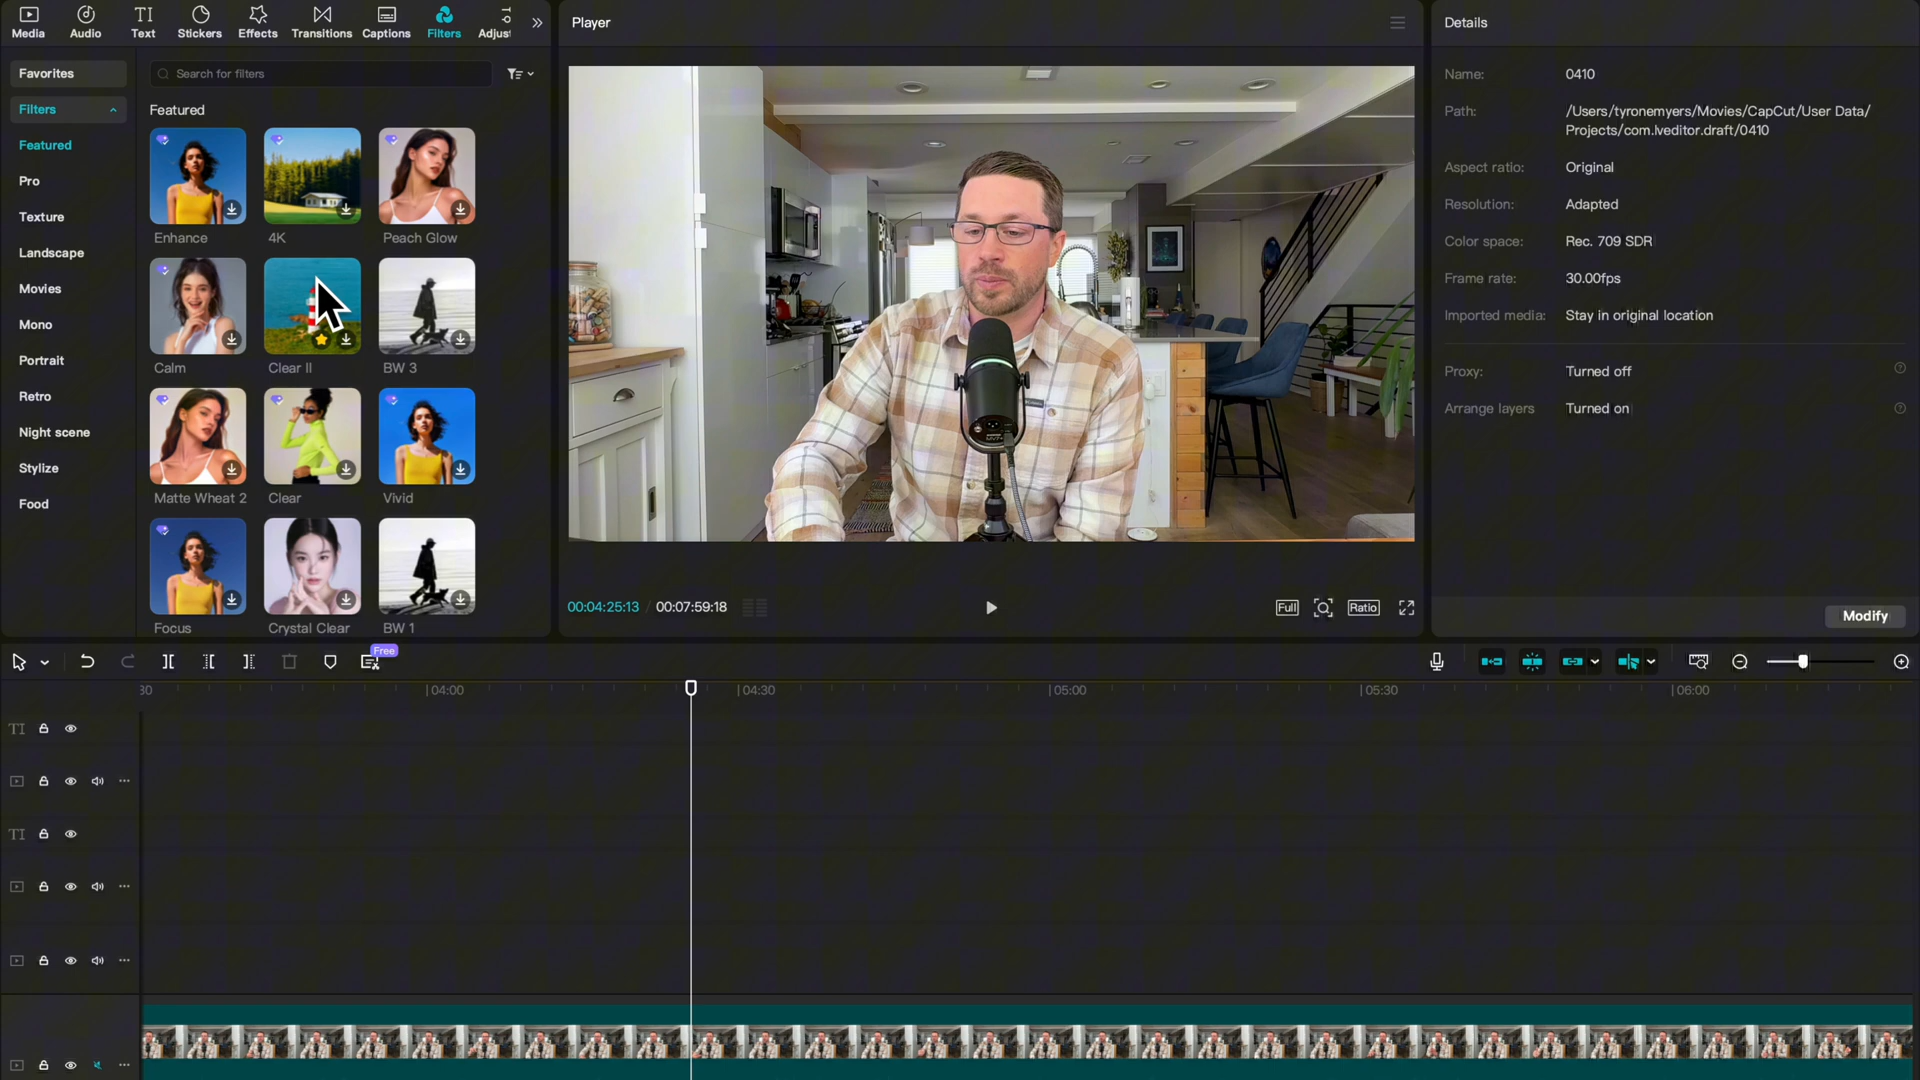 Media
Audio
Text
Stickers
Effects
Transitions
Captions
Filters
Favorites
Filters
Featured
Pro
Texture
Landscape
Movies
Mono
Portrait
Retro
Night scene
Stylize
Food
Search for filters
Featured
Enhance
4K
Peach Glow
Calm
Clear II
BW 3
Matte Wheat 2
Clear
Vivid
Focus
Crystal Clear
BW 1
Player
00:04:25:13 / 00:07:59:18
Full
Ratio
Details
Name: 0410
Path: /Users/tyronemyers/Movies/CapCut/User Data/
Projects/com.lveditor.draft/0410
Aspect ratio: Original
Resolution: Adapted
Color space: Rec. 709 SDR
Frame rate: 30.00fps
Imported media: Stay in original location
Proxy: Turned off
Arrange layers Turned on
Modify
Free
30
04:00
04:30
05:00
05:30
06:00
TI
TI